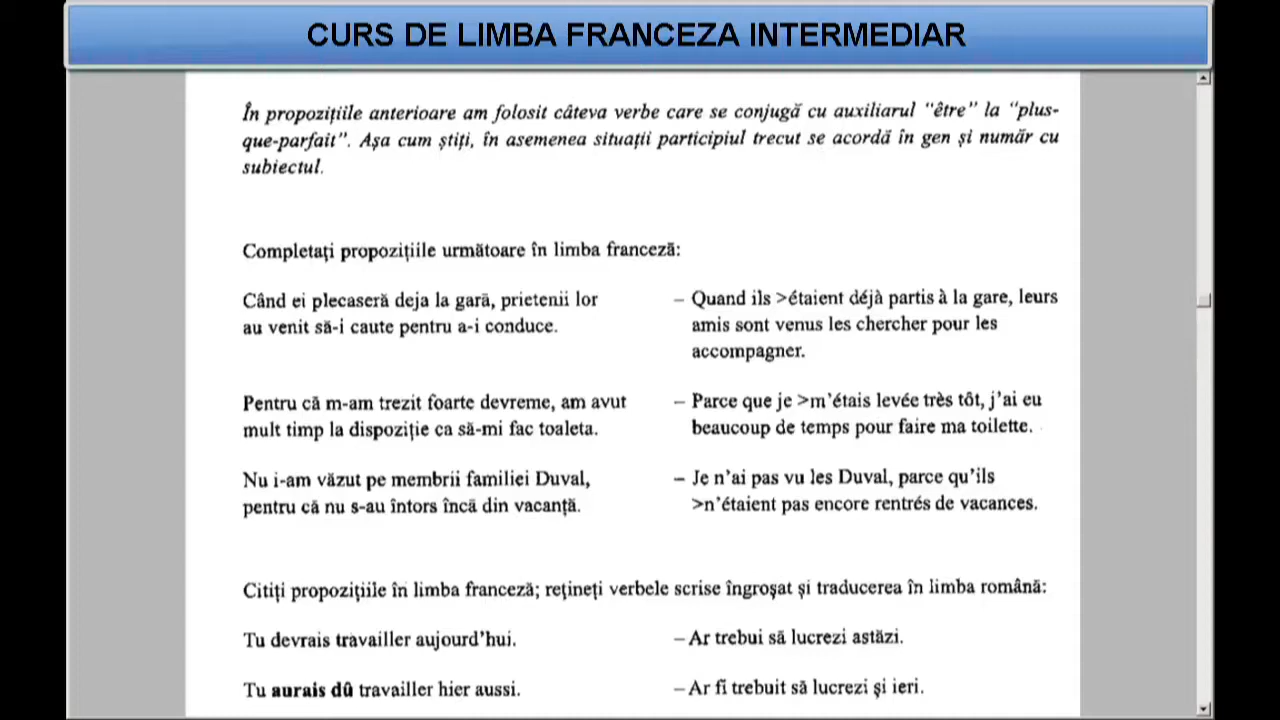 CURS DE LIMBA FRANCEZA INTERMEDIAR
În propozițiile anterioare am folosit câteva verbe care se conjugă cu auxiliarul "être" la "plus-
que-parfait". Așa cum știți, în asemenea situații participiul trecut se acordă în gen și număr cu
subiectul.
Completați propozițiile următoare în limba franceză:
Când ei plecaseră deja la gară, prietenii lor
au venit să-i caute pentru a-i conduce.
– Quand ils >étaient déjà partis à la gare, leurs
amis sont venus les chercher pour les
accompagner.
Pentru că m-am trezit foarte devreme, am avut
mult timp la dispoziție ca să-mi fac toaleta.
– Parce que je >m'étais levée très tôt, j'ai eu
beaucoup de temps pour faire ma toilette.
Nu i-am văzut pe membrii familiei Duval,
pentru că nu s-au întors încă din vacanță.
– Je n'ai pas vu les Duval, parce qu'ils
>n'étaient pas encore rentrés de vacances.
Citiți propozițiile în limba franceză; rețineți verbele scrise îngroșat și traducerea în limba română:
Tu devrais travailler aujourd'hui.
– Ar trebui să lucrezi astăzi.
Tu aurais dû travailler hier aussi.
– Ar fi trebuit să lucrezi și ieri.